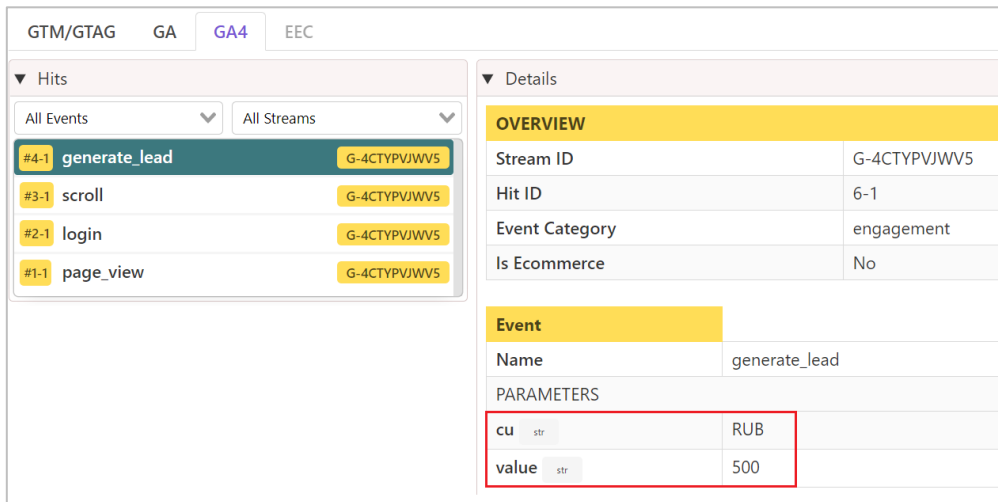 GTM/GTAG GA GA4 EEC
Hits
All Events All Streams
#4-1 generate_lead G-4CTYPVJWV5
#3-1 scroll G-4CTYPVJWV5
#2-1 login G-4CTYPVJWV5
#1-1 page_view G-4CTYPVJWV5
Details
OVERVIEW
Stream ID G-4CTYPVJWV5
Hit ID 6-1
Event Category engagement
Is Ecommerce No
Event
Name generate_lead
PARAMETERS
cu str RUB
value str 500